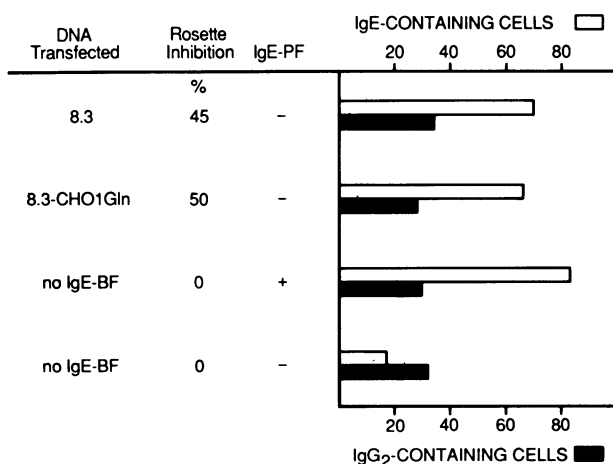 DNA Transfected
Rosette Inhibition
IgE-PF
IgE-CONTAINING CELLS
20 40 60 80
%
8.3 45 –
8.3-CHO1Gln 50 –
no IgE-BF 0 +
no IgE-BF 0 –
20 40 60 80
IgG2-CONTAINING CELLS